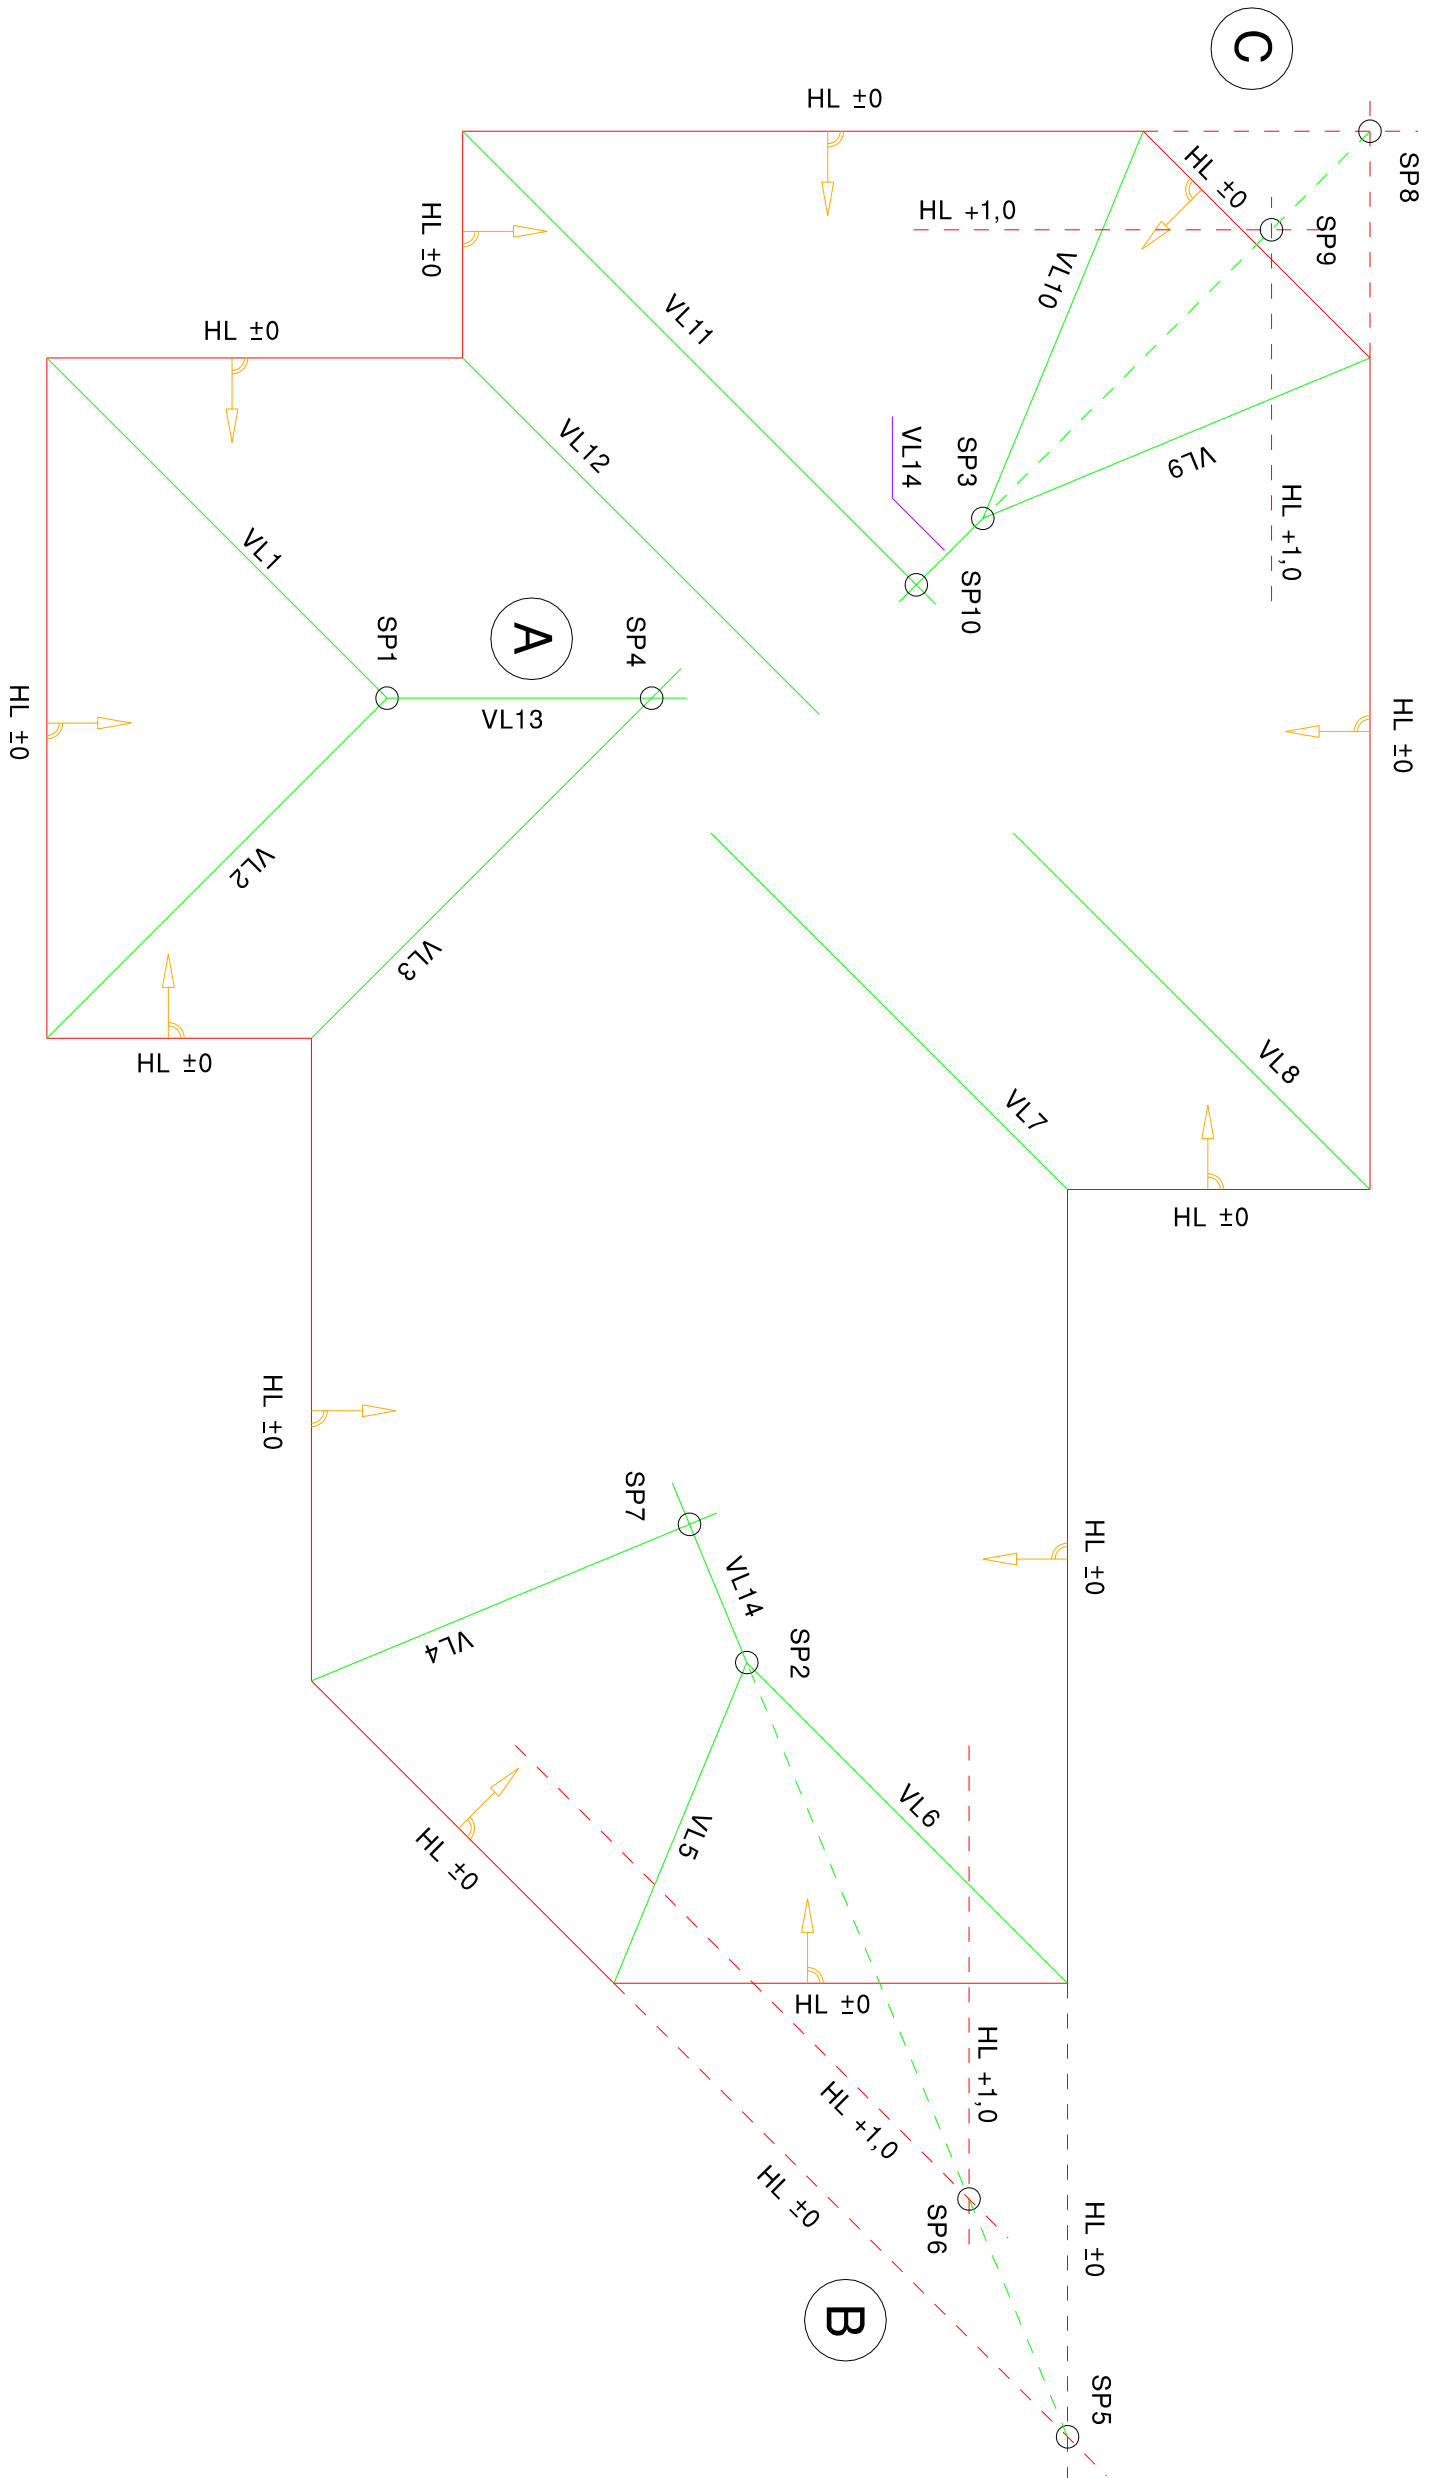 C
HL ±0
SP8
HL ±0
HL +1,0
SP9
HL ±0
VL10
VL11
HL ±0
VL9
VL12
VL14
SP3
HL +1,0
VL1
SP10
A
SP1
SP4
VL13
HL ±0
HL ±0
VL2
VL3
HL ±0
VL8
VL7
HL ±0
HL ±0
SP7
HL ±0
VL14
SP2
VL4
VL6
VL5
HL ±0
HL ±0
HL +1,0
HL +1,0
HL ±0
SP6
HL ±0
B
SP5